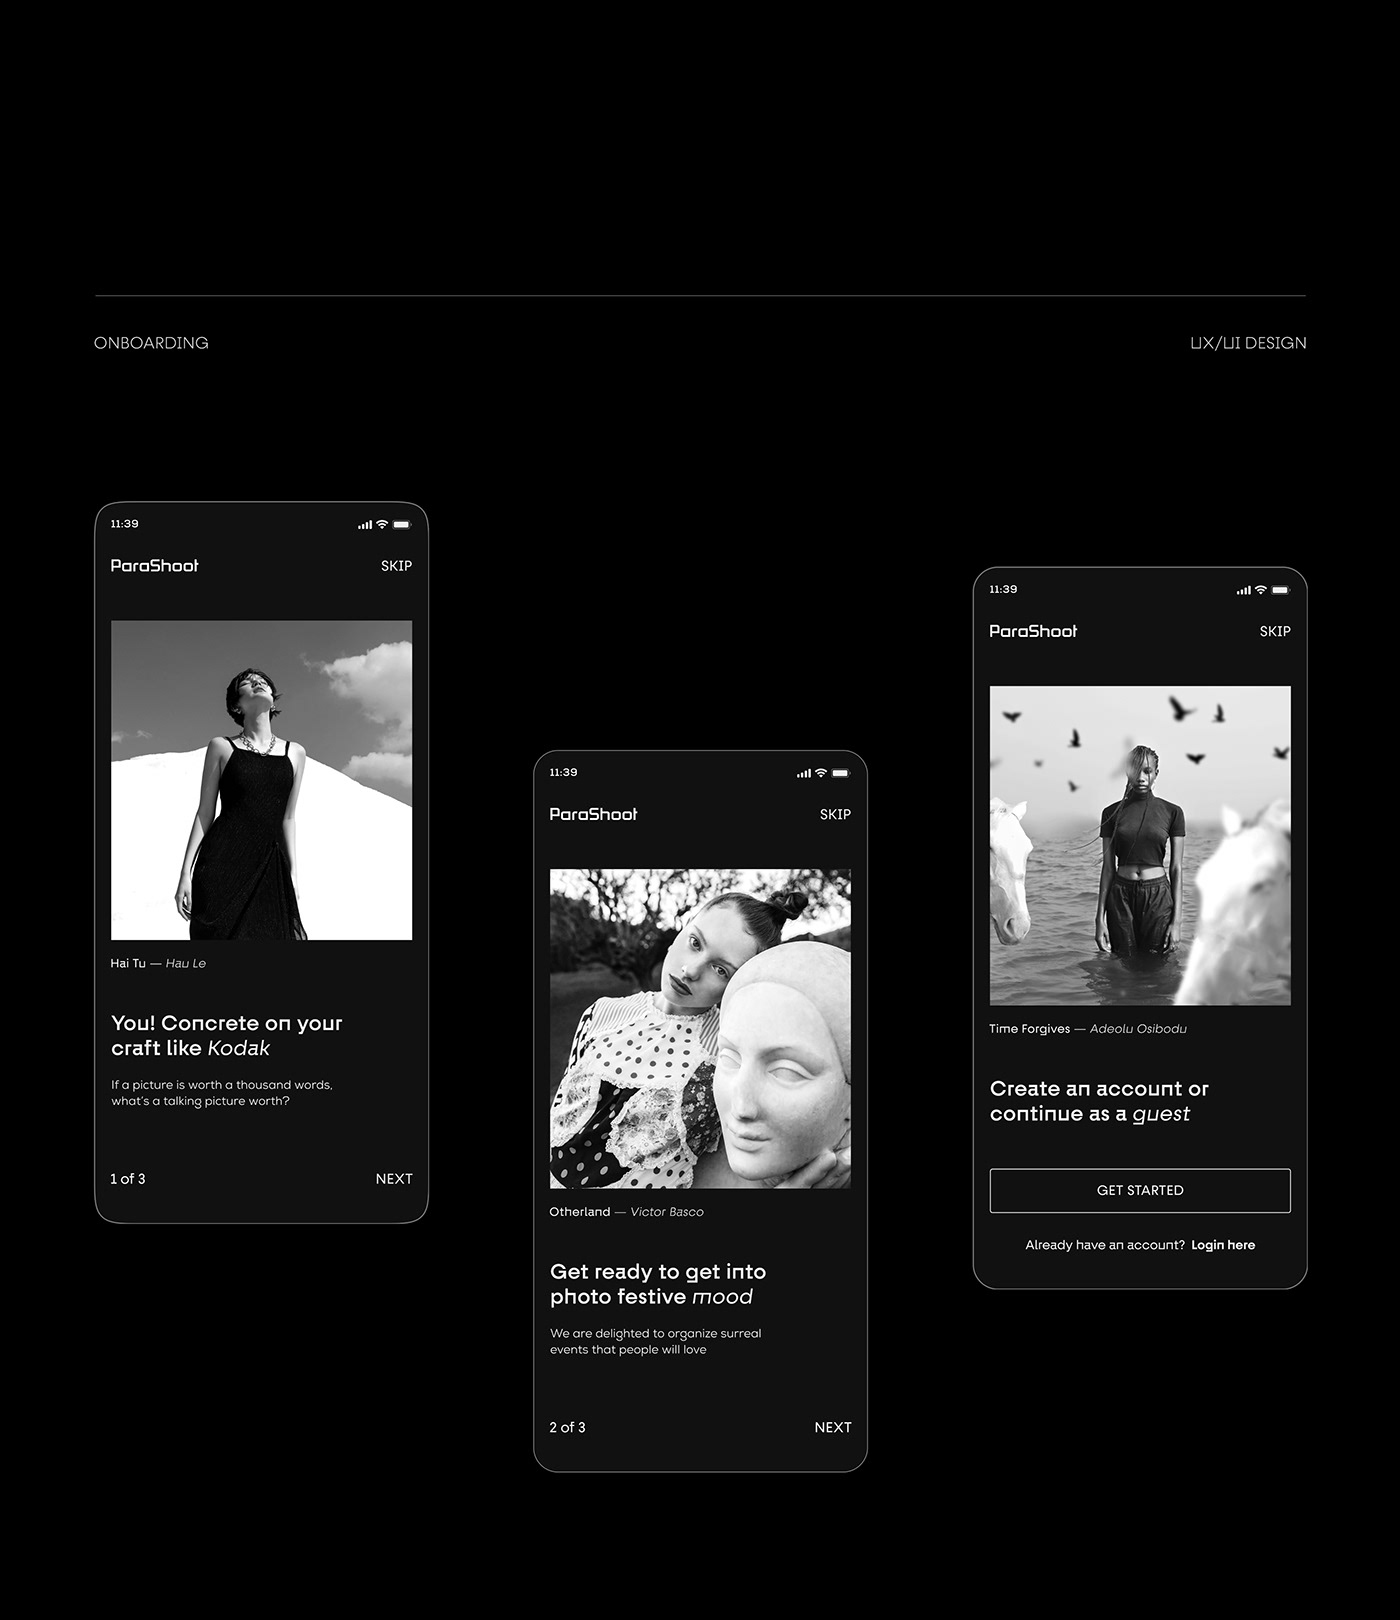 ONBOARDING
UX/UI DESIGN
11:39
ParaShoot
SKIP
Hai Tu — Hau Le
You! Concrete on your
craft like Kodak
If a picture is worth a thousand words,
what's a talking picture worth?
1 of 3
NEXT
11:39
ParaShoot
SKIP
Otherland — Victor Basco
Get ready to get into
photo festive mood
We are delighted to organize surreal
events that people will love
2 of 3
NEXT
11:39
ParaShoot
SKIP
Time Forgives — Adeolu Osibodu
Create an account or
continue as a guest
GET STARTED
Already have an account? Login here